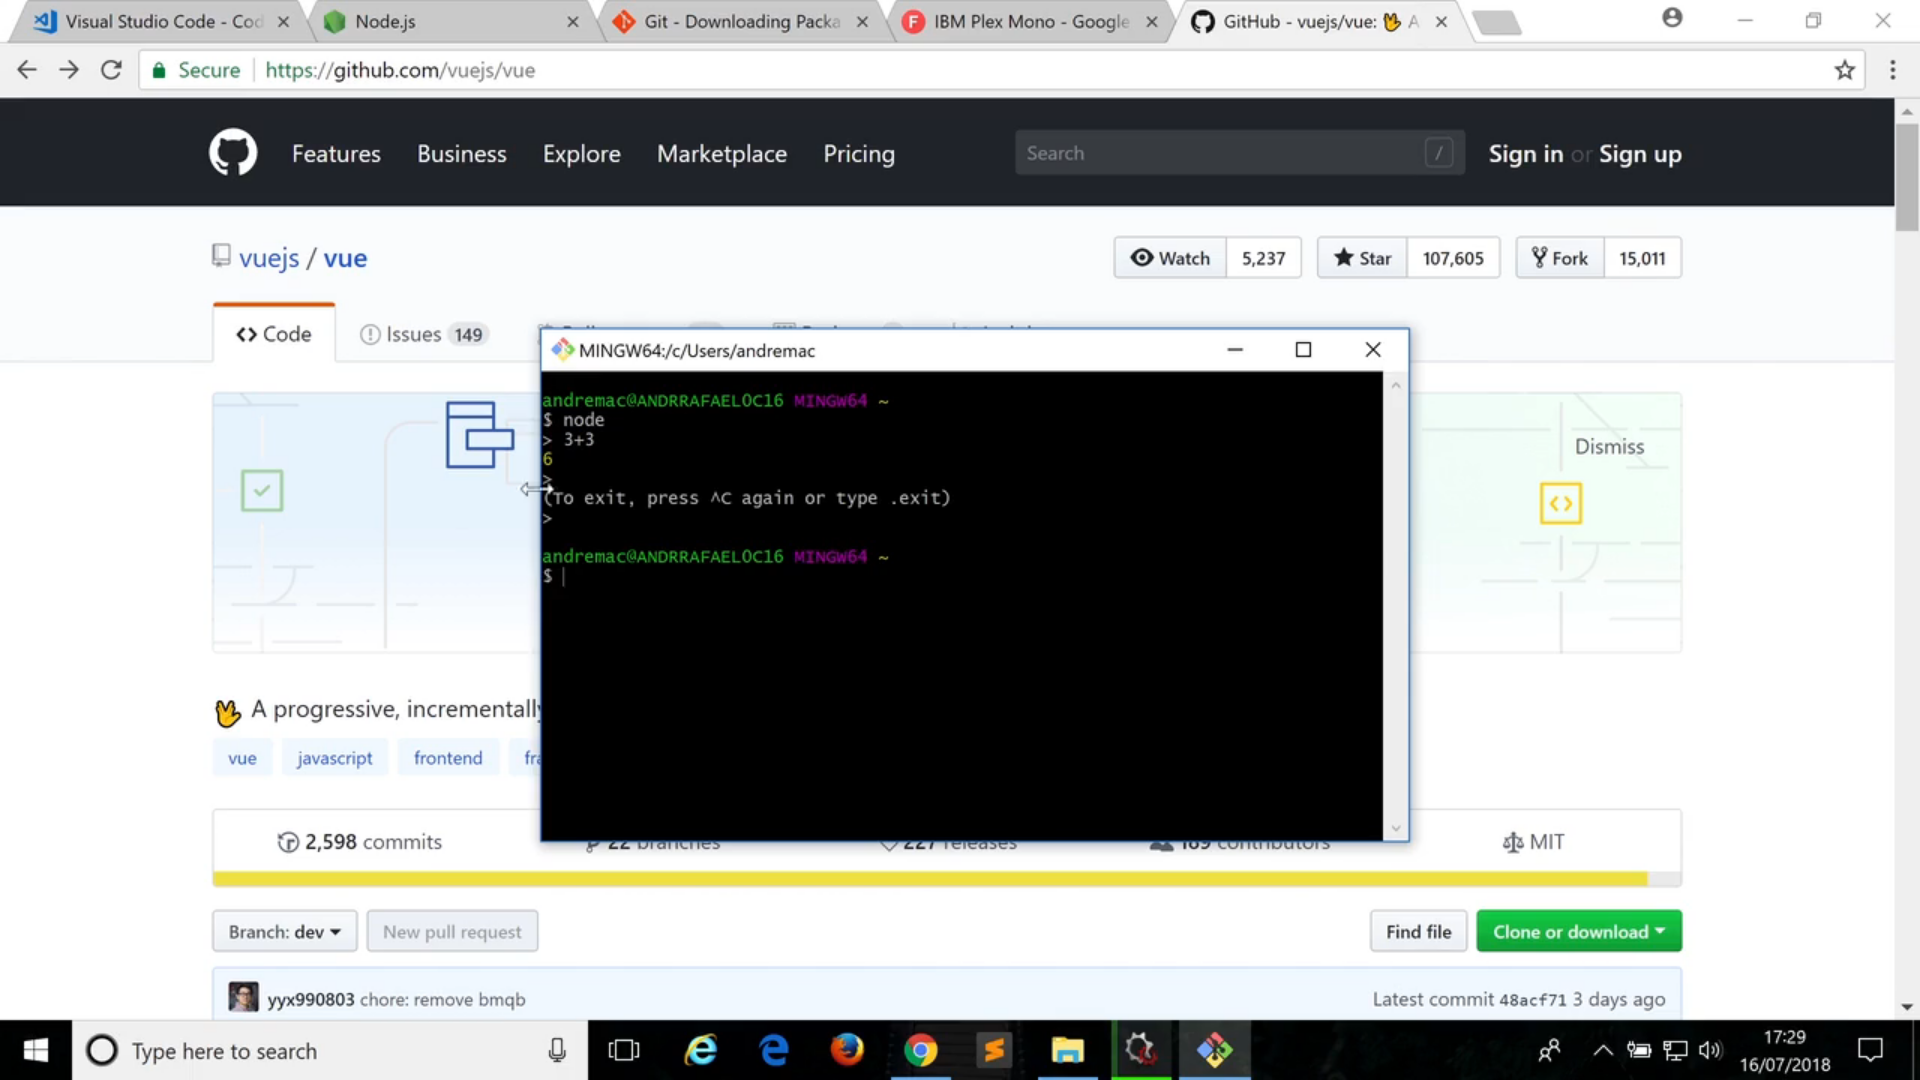 Visual Studio Code - Cod
Node.js
Git - Downloading Packa
IBM Plex Mono - Google
GitHub - vuejs/vue: 🖖 A
Secure
https://github.com/vuejs/vue
Features
Business
Explore
Marketplace
Pricing
Search
/
Sign in or Sign up
vuejs / vue
Watch 5,237
Star 107,605
Fork 15,011
Code
Issues 149
MINGW64:/c/Users/andremac
andremac@ANDRRAFAELOC16 MINGW64 ~
$ node
> 3+3
6
>
(To exit, press ^C again or type .exit)
>
andremac@ANDRRAFAELOC16 MINGW64 ~
$
Dismiss
🖖 A progressive, incrementally
vue
javascript
frontend
fra
2,598 commits
22 branches
227 releases
189 contributors
MIT
Branch: dev
New pull request
Find file
Clone or download
yyx990803 chore: remove bmqb
Latest commit 48acf71 3 days ago
Type here to search
17:29
16/07/2018